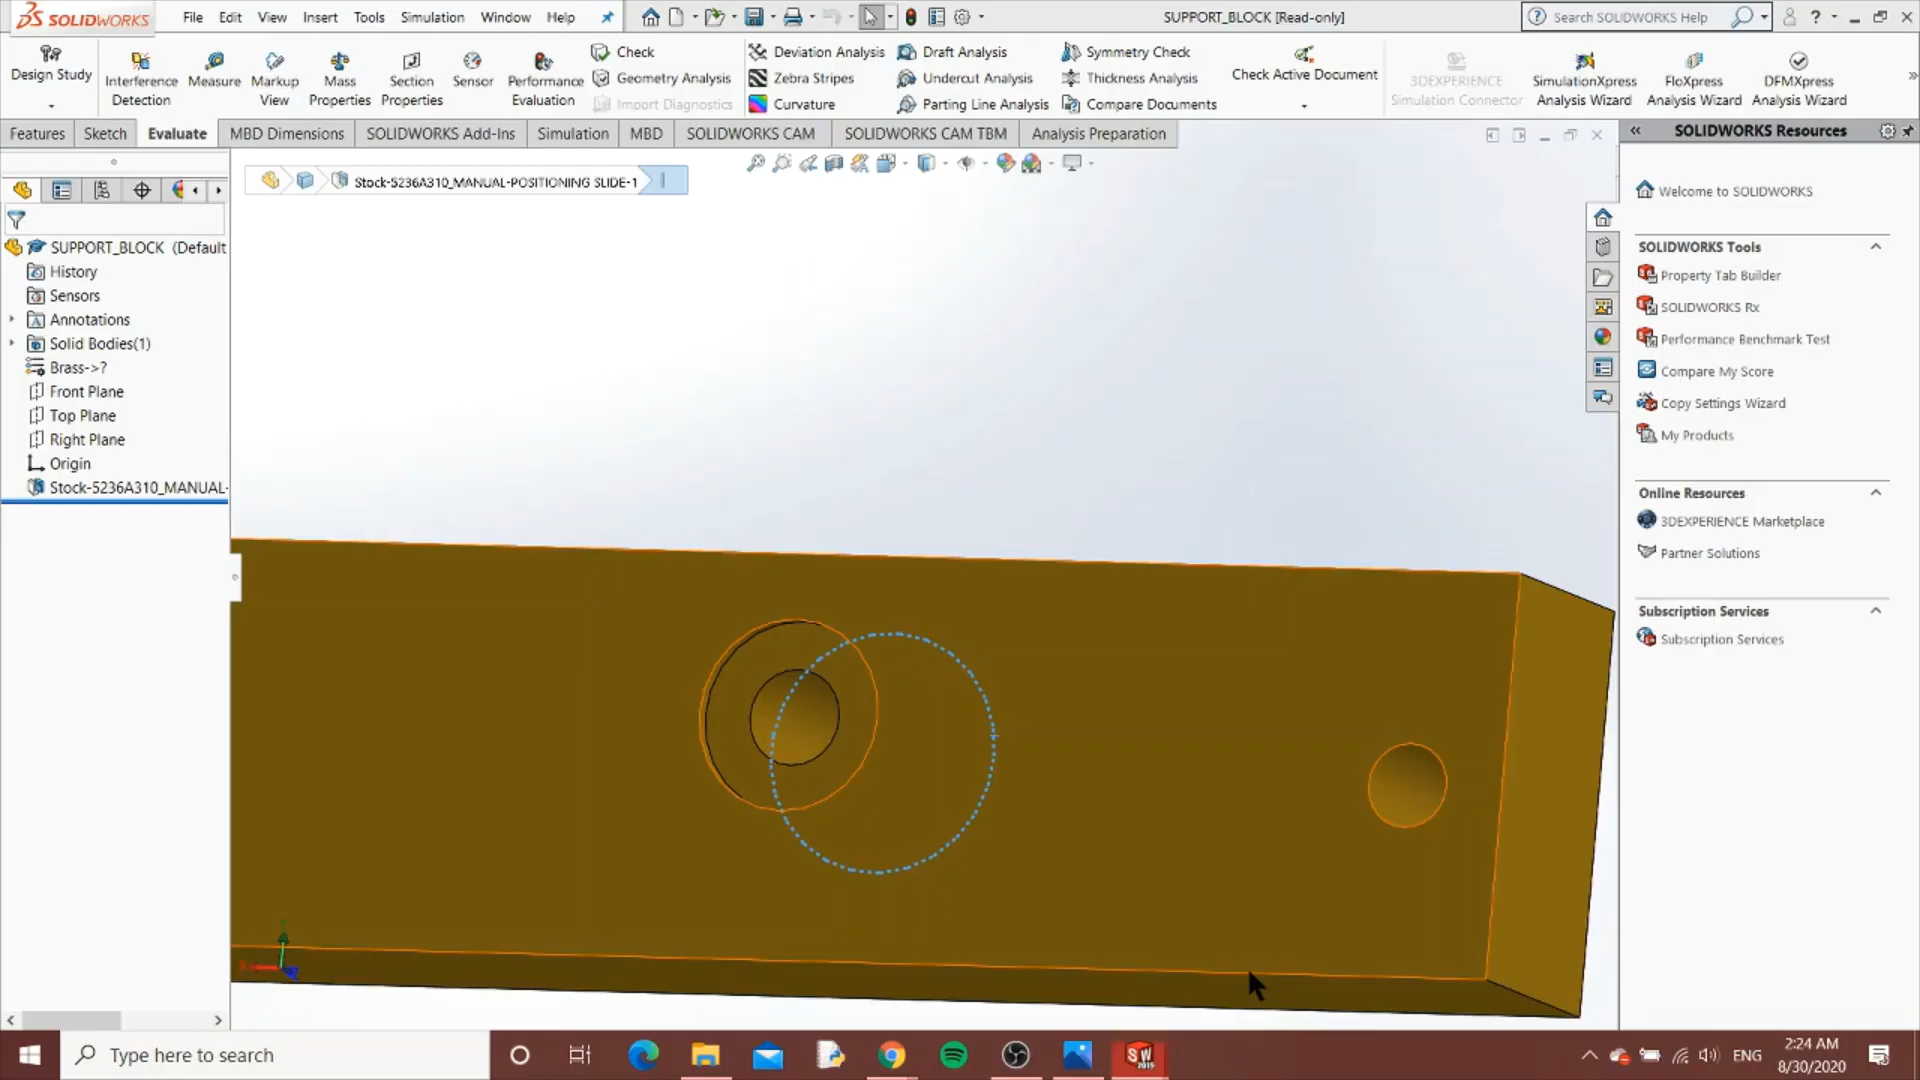 SOLIDWORKS File Edit View Insert Tools Simulation Window Help SUPPORT_BLOCK [Read-only] Search SOLIDWORKS Help
Design Study
Interference Detection
Measure
Markup View
Mass Properties
Section Properties
Sensor
Performance Evaluation
Check
Geometry Analysis
Import Diagnostics
Deviation Analysis
Zebra Stripes
Curvature
Draft Analysis
Undercut Analysis
Parting Line Analysis
Symmetry Check
Thickness Analysis
Compare Documents
Check Active Document
3DEXPERIENCE Simulation Connector
SimulationXpress Analysis Wizard
FloXpress Analysis Wizard
DFMXpress Analysis Wizard
Features Sketch Evaluate MBD Dimensions SOLIDWORKS Add-Ins Simulation MBD SOLIDWORKS CAM SOLIDWORKS CAM TBM Analysis Preparation
Stock-5236A310_MANUAL-POSITIONING SLIDE-1
SUPPORT_BLOCK (Default
History
Sensors
Annotations
Solid Bodies(1)
Brass->?
Front Plane
Top Plane
Right Plane
Origin
Stock-5236A310_MANUAL-
SOLIDWORKS Resources
Welcome to SOLIDWORKS
SOLIDWORKS Tools
Property Tab Builder
SOLIDWORKS Rx
Performance Benchmark Test
Compare My Score
Copy Settings Wizard
My Products
Online Resources
3DEXPERIENCE Marketplace
Partner Solutions
Subscription Services
Subscription Services
Type here to search
SW
2019
ENG
2:24 AM
8/30/2020